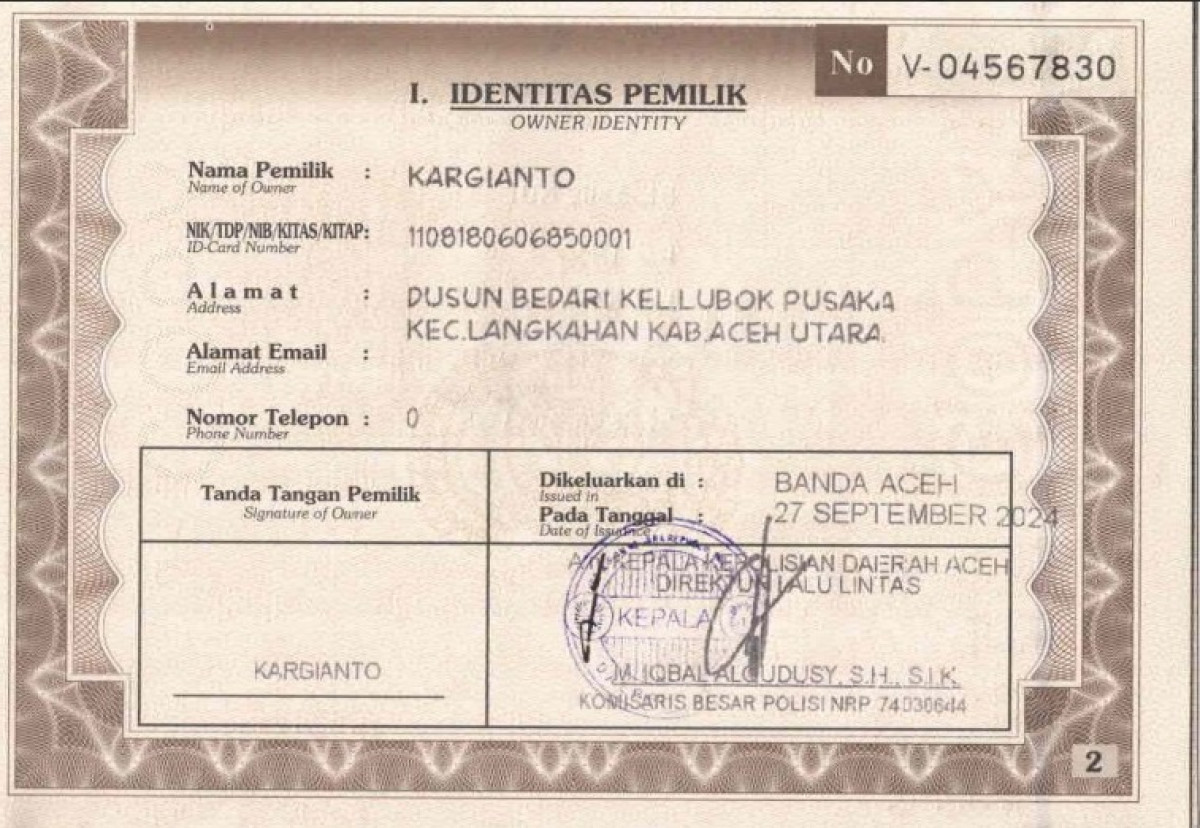 No V-04567830
I. IDENTITAS PEMILIK
OWNER IDENTITY
Nama Pemilik : KARGIANTO
Name of Owner
NIK/TDP/NIB/KITAS/KITAP: 1108180606850001
ID-Card Number
Alamat : DUSUN BEDARI KEL.LUBOK PUSAKA
Address
KEC.LANGKAHAN KAB.ACEH UTARA.
Alamat Email :
Email Address
Nomor Telepon : 0
Phone Number
Tanda Tangan Pemilik
Signature of Owner
KARGIANTO
Dikeluarkan di : BANDA ACEH
Issued in
Pada Tanggal : 27 SEPTEMBER 2024
Date of Issuance
A.N KEPALA KEPOLISIAN DAERAH ACEH
DIREKTUR LALU LINTAS
KEPALA
M. IQBAL ALQUDUSY, S.H., S.I.K.
KOMISARIS BESAR POLISI NRP 74030644
2